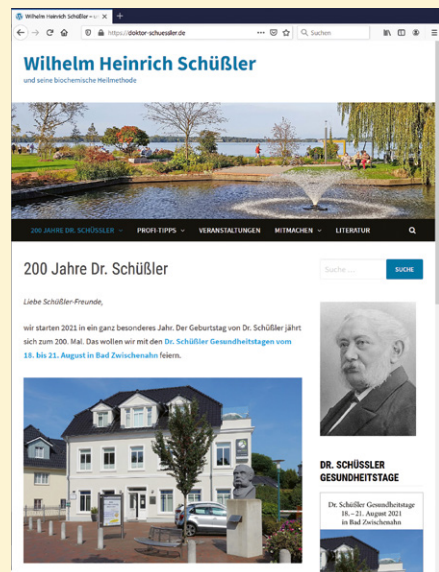 Wilhelm Heinrich Schüßler – un
https://doktor-schuessler.de
Suchen
Wilhelm Heinrich Schüßler
und seine biochemische Heilmethode
200 JAHRE DR. SCHÜSSLER
PROFI-TIPPS
VERANSTALTUNGEN
MITMACHEN
LITERATUR
200 Jahre Dr. Schüßler
Suche …
SUCHE
Liebe Schüßler-Freunde,
wir starten 2021 in ein ganz besonderes Jahr. Der Geburtstag von Dr. Schüßler jährt
sich zum 200. Mal. Das wollen wir mit den Dr. Schüßler Gesundheitstagen vom
18. bis 21. August in Bad Zwischenahn feiern.
DR. SCHÜSSLER
GESUNDHEITSTAGE
Dr. Schüßler Gesundheitstage
18. – 21. August 2021
in Bad Zwischenahn